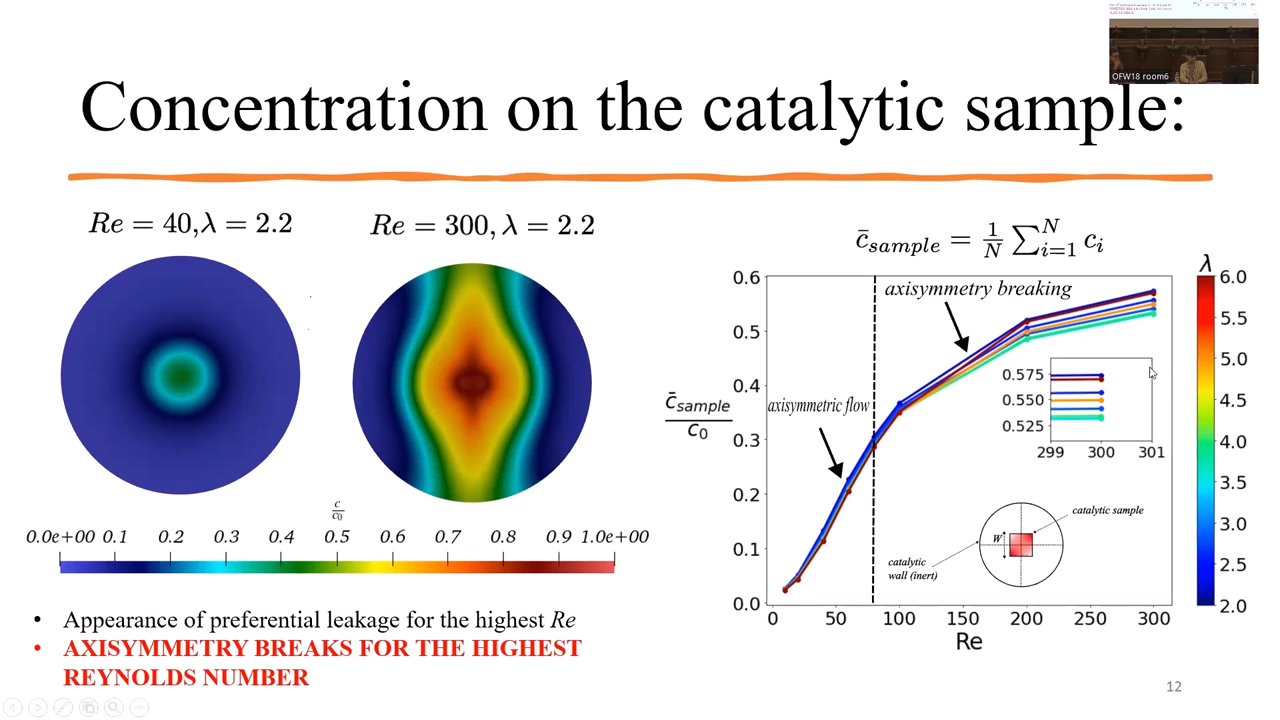 OFW18 room6
Concentration on the catalytic sample:
Re = 40, λ = 2.2
Re = 300, λ = 2.2
c/c₀
0.0e+00 0.1 0.2 0.3 0.4 0.5 0.6 0.7 0.8 0.9 1.0e+00
• Appearance of preferential leakage for the highest Re
• AXISYMMETRY BREAKS FOR THE HIGHEST
REYNOLDS NUMBER
c̄sample = 1/N ∑ᵢ₌₁ᴺ cᵢ
c̄sample/c₀
0.6
0.5
0.4
0.3
0.2
0.1
0.0
axisymmetry breaking
axisymmetric flow
0.575
0.550
0.525
299 300 301
catalytic sample
W
catalytic
wall (inert)
0 50 100 150 200 250 300
Re
λ
6.0
5.5
5.0
4.5
4.0
3.5
3.0
2.5
2.0
12